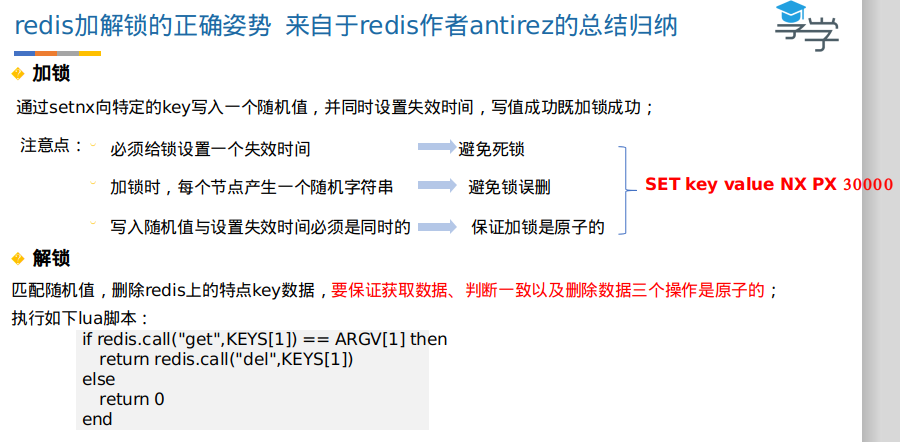 redis加解锁的正确姿势 来自于redis作者antirez的总结归纳
享学
加锁
通过setnx向特定的key写入一个随机值，并同时设置失效时间，写值成功既加锁成功；
注意点：
必须给锁设置一个失效时间 避免死锁
加锁时，每个节点产生一个随机字符串 避免锁误删
写入随机值与设置失效时间必须是同时的 保证加锁是原子的
SET key value NX PX 30000
解锁
匹配随机值，删除redis上的特点key数据，要保证获取数据、判断一致以及删除数据三个操作是原子的；
执行如下lua脚本：
if redis.call("get",KEYS[1]) == ARGV[1] then
return redis.call("del",KEYS[1])
else
return 0
end